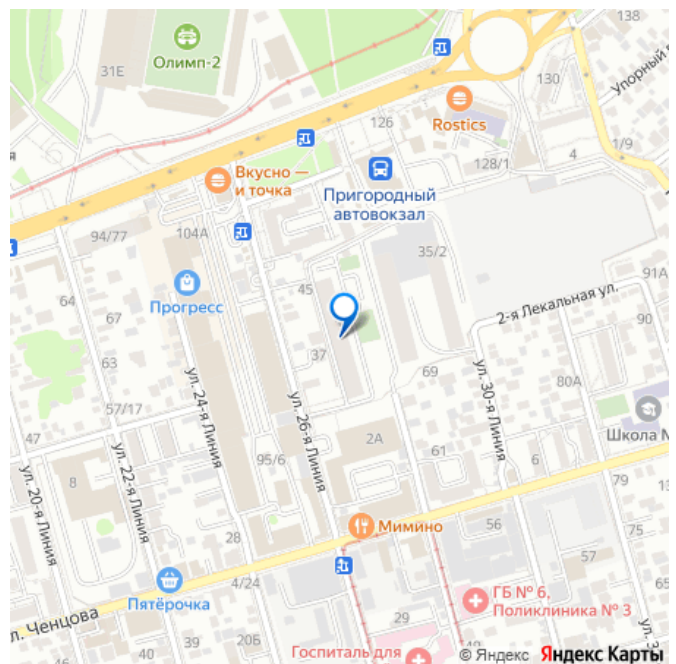 138
31Е
Олимп-2
130
Упорный
Rostics
126
1/9
128/1
4
Вкусно —
и точка
Пригородный
автовокзал
94/77
104А
35/2
91А
Прогресс
45
2-я Лекальная ул.
64
67
90
37
69
80А
ул. 24-я Линия
ул. 26-я Линия
ул. 30-я Линия
57/17
47
ул. 22-я Линия
ул. 20-я Линия
2А
Школа №
95/6
61
6
8
79
75
Мимино
56
28
57
4/24
Пятёрочка
ГБ № 6,
Поликлиника № 3
65
л. Ченцова
20Б
24
29
Госпиталь для
© Яндекс Яндекс Карты